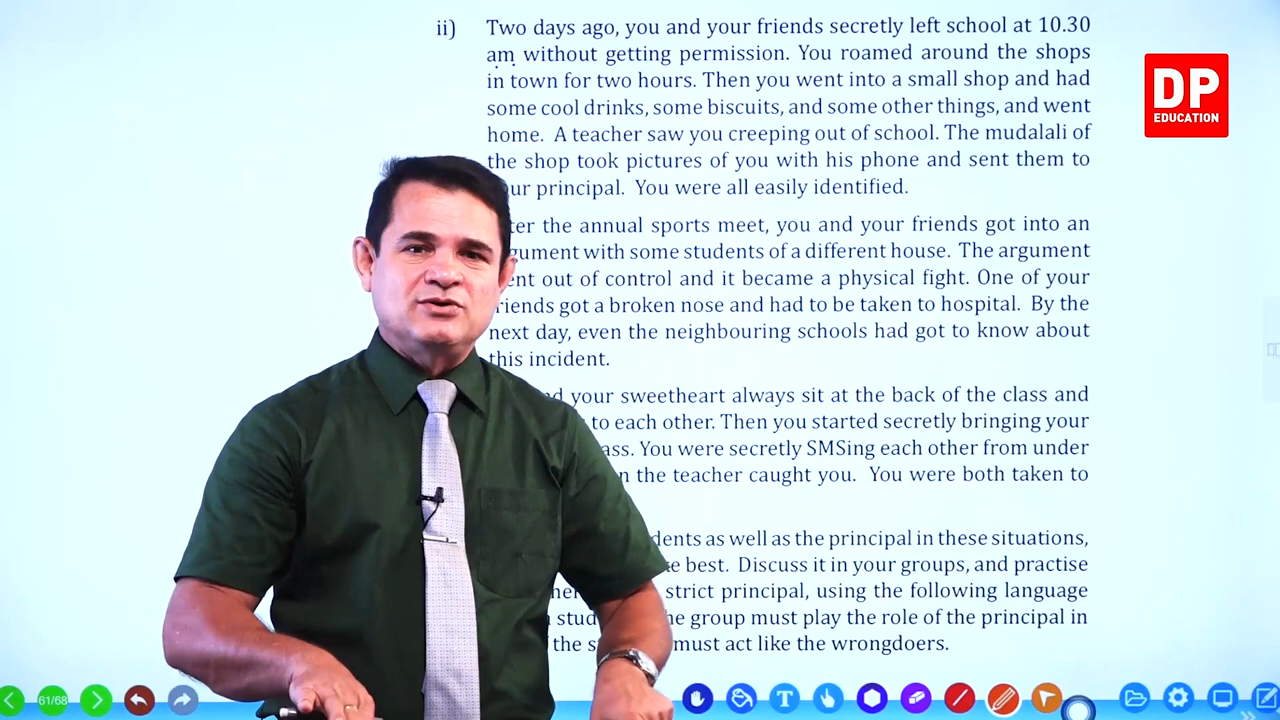 ii) Two days ago, you and your friends secretly left school at 10.30
am without getting permission. You roamed around the shops
in town for two hours. Then you went into a small shop and had
some cool drinks, some biscuits, and some other things, and went
home. A teacher saw you creeping out of school. The mudalali of
the shop took pictures of you with his phone and sent them to
principal. You were all easily identified.
the annual sports meet, you and your friends got into an
with some students of a different house. The argument
out of control and it became a physical fight. One of your
friends got a broken nose and had to be taken to hospital. By the
next day, even the neighbouring schools had got to know about
this incident.
your sweetheart always sit at the back of the class and
to each other. Then you started secretly bringing your
You were secretly SMSing each other from under
the teacher caught you. You were both taken to
as well as the principal in these situations,
best. Discuss it in your groups, and practise
strict principal, using the following language
group must play the role of the principal in
the must act like the wrongdoers.
DP
EDUCATION
61/68
T